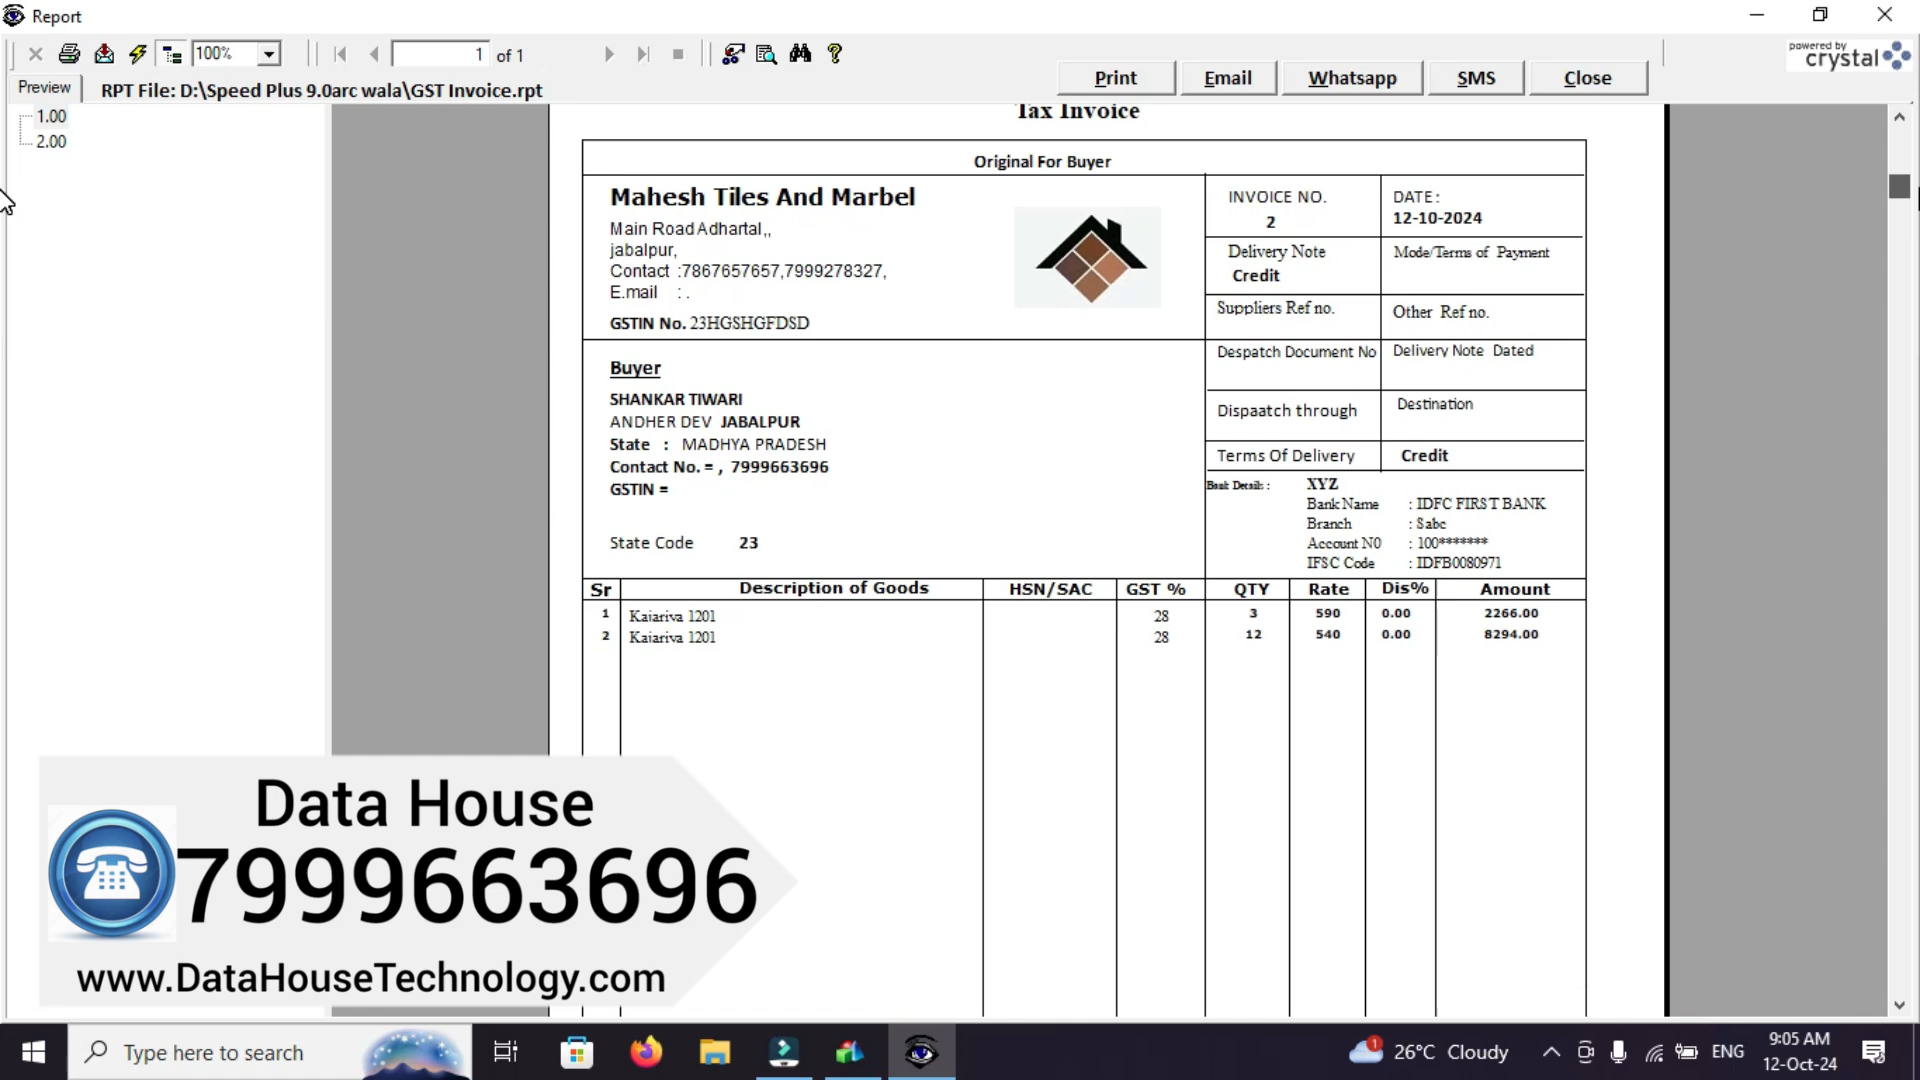 Report
100%
1 of 1
powered by
crystal
Print Email Whatsapp SMS Close
Preview RPT File: D:\Speed Plus 9.0arc wala\GST Invoice.rpt
1.00
2.00
Tax Invoice
Original For Buyer
Mahesh Tiles And Marbel
Main Road Adhartal,,
jabalpur,
Contact :7867657657,7999278327,
E.mail : .
GSTIN No. 23HGSHGFDSD
INVOICE NO.
2
DATE :
12-10-2024
Delivery Note
Credit
Mode/Terms of Payment
Suppliers Ref no.
Other Ref no.
Despatch Document No
Delivery Note Dated
Dispaatch through
Destination
Terms Of Delivery Credit
Buyer
SHANKAR TIWARI
ANDHER DEV JABALPUR
State : MADHYA PRADESH
Contact No. = , 7999663696
GSTIN =
State Code 23
Bank Details : XYZ
Bank Name : IDFC FIRST BANK
Branch : Sabc
Account N0 : 100*******
IFSC Code : IDFB0080971
Sr Description of Goods HSN/SAC GST % QTY Rate Dis% Amount
1 Kaiariva 1201 28 3 590 0.00 2266.00
2 Kaiariva 1201 28 12 540 0.00 8294.00
Data House
7999663696
www.DataHouseTechnology.com
Type here to search
1
26°C Cloudy
ENG
9:05 AM
12-Oct-24